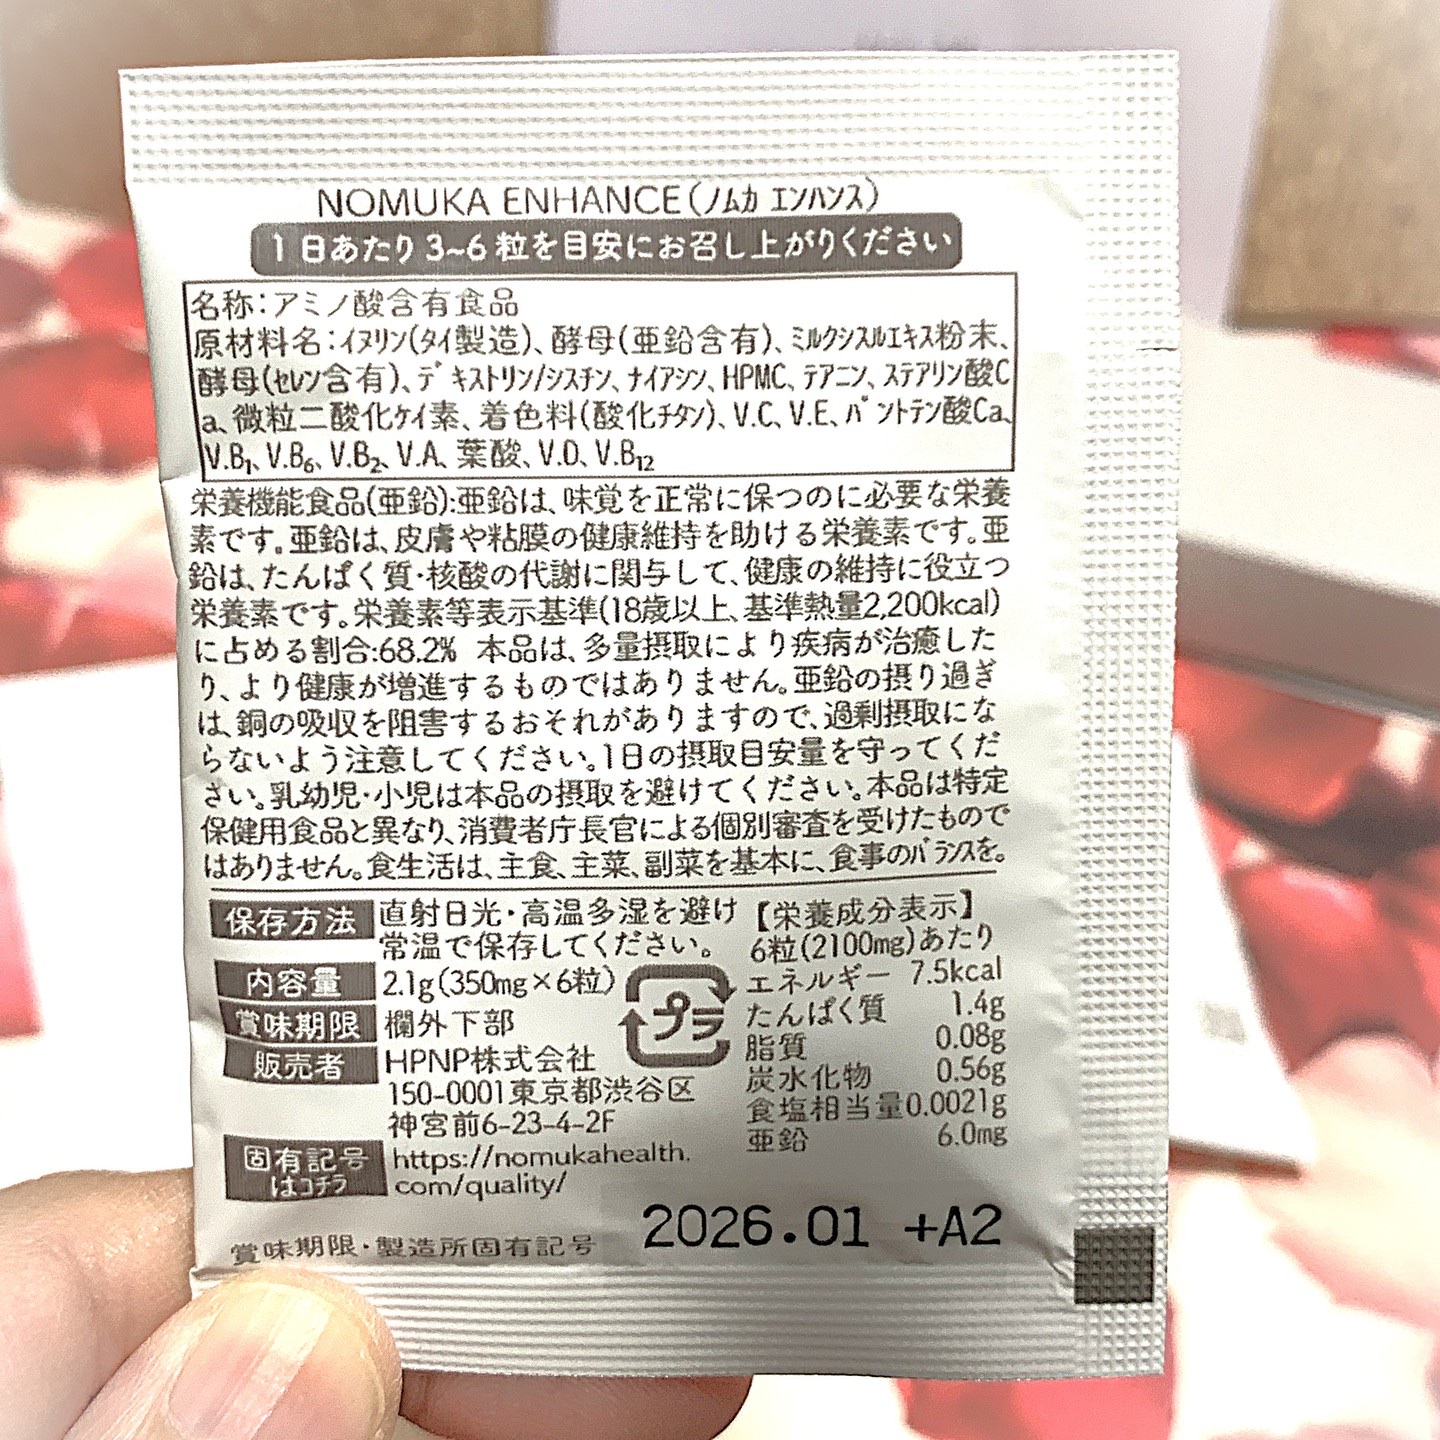 NOMUKA ENHANCE(ノムカ エンハンス)
1日あたり3~6粒を目安にお召し上がりください
名称:アミノ酸含有食品
原材料名:イヌリン(タイ製造)、酵母(亜鉛含有)、ミルクシスルエキス粉末、
酵母(セレン含有)、デキストリン/シスチン、ナイアシン、HPMC、テアニン、ステアリン酸C
a、微粒二酸化ケイ素、着色料(酸化チタン)、V.C、V.E、パントテン酸Ca、
V.B₁、V.B₆、V.B₂、V.A、葉酸、V.D、V.B₁₂
栄養機能食品(亜鉛):亜鉛は、味覚を正常に保つのに必要な栄養
素です。亜鉛は、皮膚や粘膜の健康維持を助ける栄養素です。亜
鉛は、たんぱく質・核酸の代謝に関与して、健康の維持に役立つ
栄養素です。栄養素等表示基準(18歳以上、基準熱量2,200kcal)
に占める割合:68.2% 本品は、多量摂取により疾病が治癒した
り、より健康が増進するものではありません。亜鉛の摂り過ぎ
は、銅の吸収を阻害するおそれがありますので、過剰摂取にな
らないよう注意してください。1日の摂取目安量を守ってくだ
さい。乳幼児・小児は本品の摂取を避けてください。本品は特定
保健用食品と異なり、消費者庁長官による個別審査を受けたもので
はありません。食生活は、主食、主菜、副菜を基本に、食事のバランスを。
保存方法 直射日光・高温多湿を避け
常温で保存してください。
内容量 2.1g(350mg×6粒)
賞味期限 欄外下部
販売者 HPNP株式会社
150-0001東京都渋谷区
神宮前6-23-4-2F
固有記号
はコチラ
https://nomukahealth.
com/quality/
プラ
【栄養成分表示】
6粒(2100mg)あたり
エネルギー 7.5kcal
たんぱく質 1.4g
脂質 0.08g
炭水化物 0.56g
食塩相当量0.0021g
亜鉛 6.0mg
賞味期限・製造所固有記号 2026.01 +A2